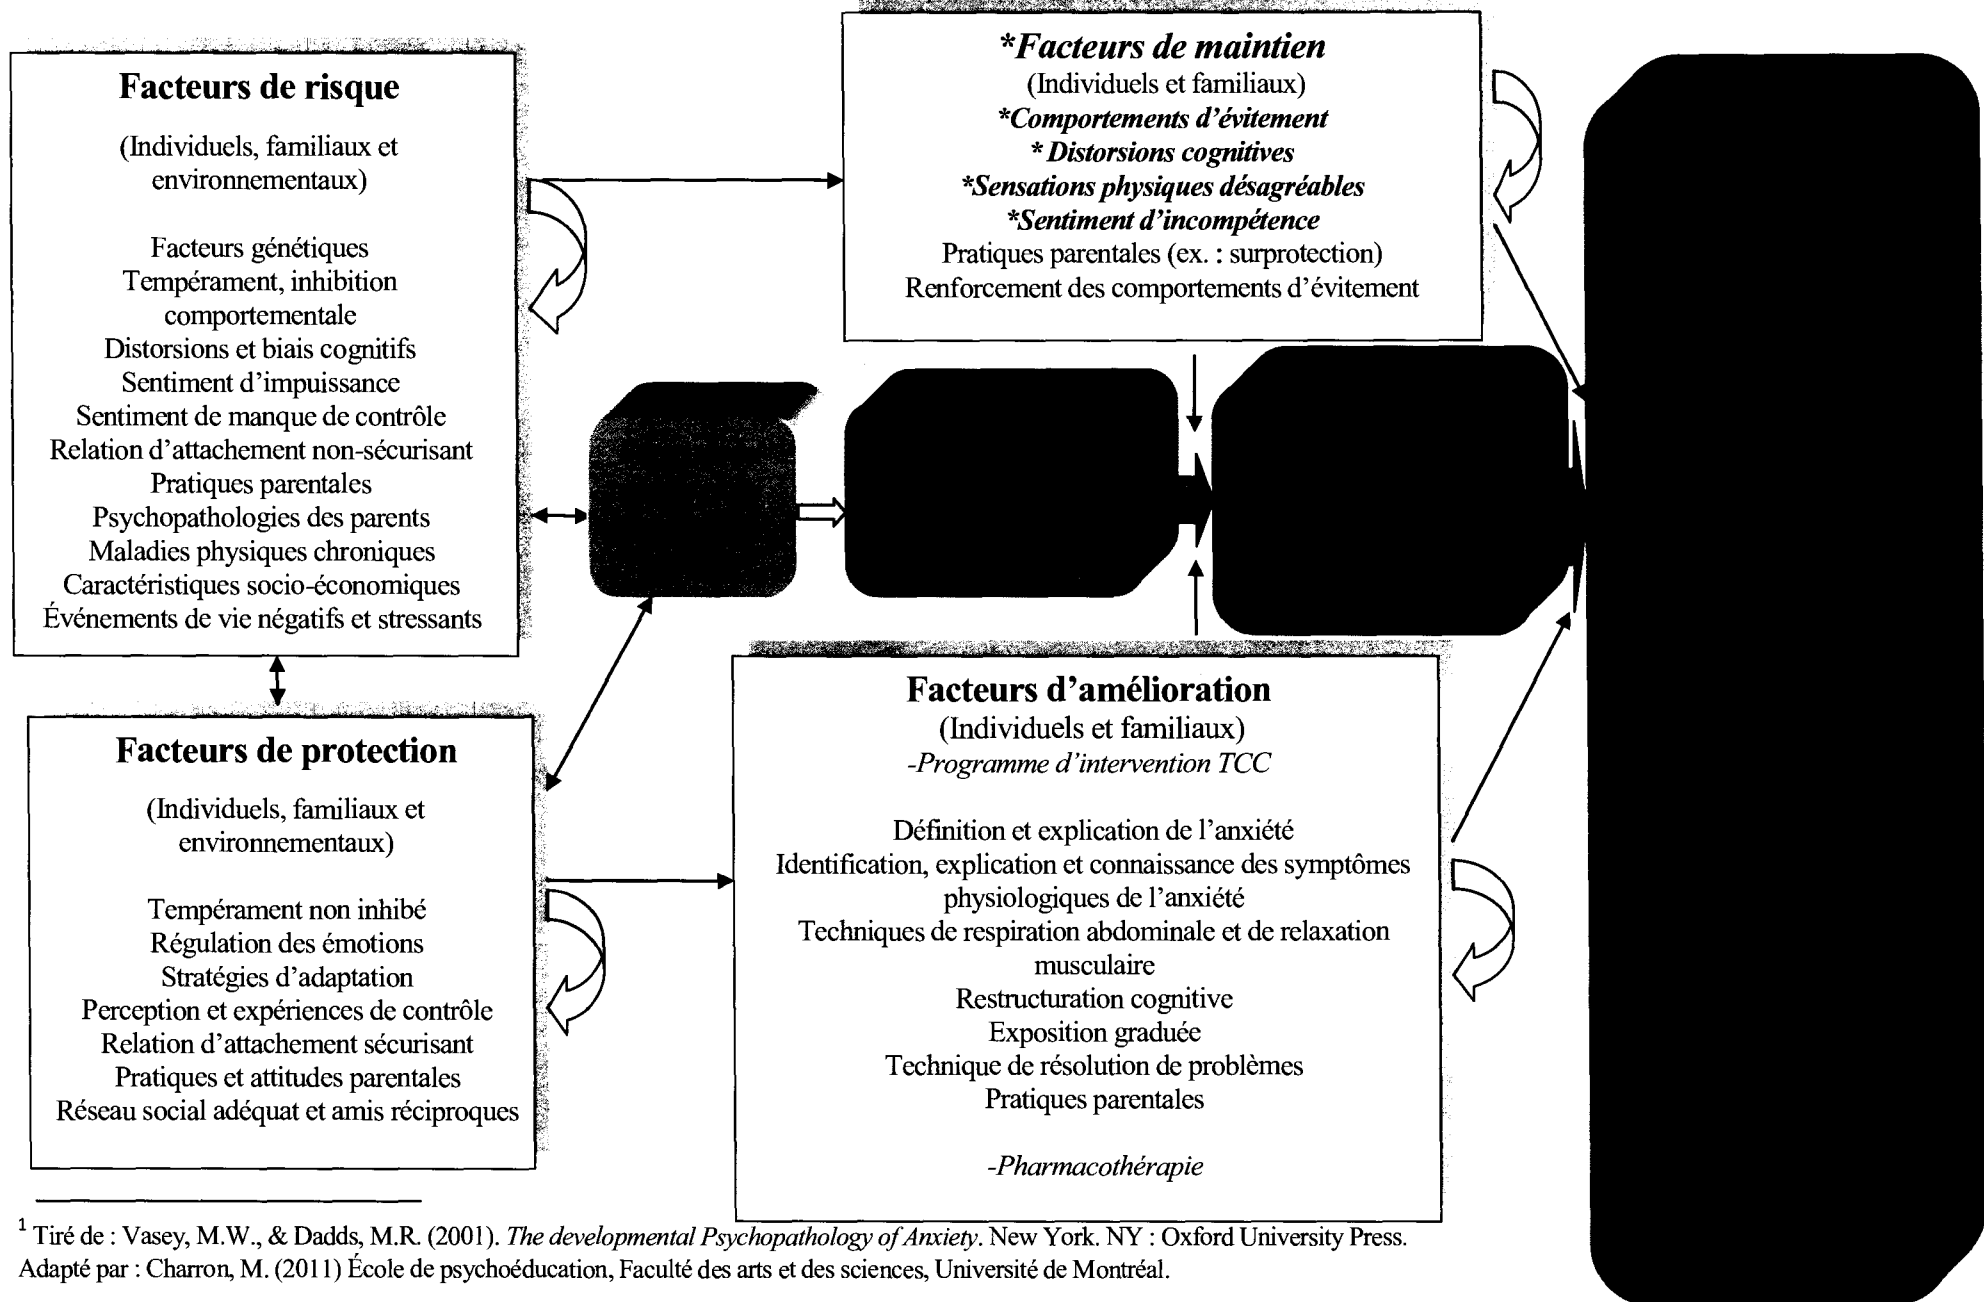 Facteurs de risque
(Individuels, familiaux et
environnementaux)
Facteurs génétiques
Tempérament, inhibition
comportementale
Distorsions et biais cognitifs
Sentiment d'impuissance
Sentiment de manque de contrôle
Relation d'attachement non-sécurisant
Pratiques parentales
Psychopathologies des parents
Maladies physiques chroniques
Caractéristiques socio-économiques
Événements de vie négatifs et stressants
Facteurs de protection
(Individuels, familiaux et
environnementaux)
Tempérament non inhibé
Régulation des émotions
Stratégies d'adaptation
Perception et expériences de contrôle
Relation d'attachement sécurisant
Pratiques et attitudes parentales
Réseau social adéquat et amis réciproques
*Facteurs de maintien
(Individuels et familiaux)
*Comportements d'évitement
*Distorsions cognitives
*Sensations physiques désagréables
*Sentiment d'incompétence
Pratiques parentales (ex. : surprotection)
Renforcement des comportements d'évitement
Facteurs d'amélioration
(Individuels et familiaux)
-Programme d'intervention TCC
Définition et explication de l'anxiété
Identification, explication et connaissance des symptômes
physiologiques de l'anxiété
Techniques de respiration abdominale et de relaxation
musculaire
Restructuration cognitive
Exposition graduée
Technique de résolution de problèmes
Pratiques parentales
-Pharmacothérapie
1 Tiré de : Vasey, M.W., & Dadds, M.R. (2001). The developmental Psychopathology of Anxiety. New York. NY : Oxford University Press.
Adapté par : Charron, M. (2011) École de psychoéducation, Faculté des arts et des sciences, Université de Montréal.